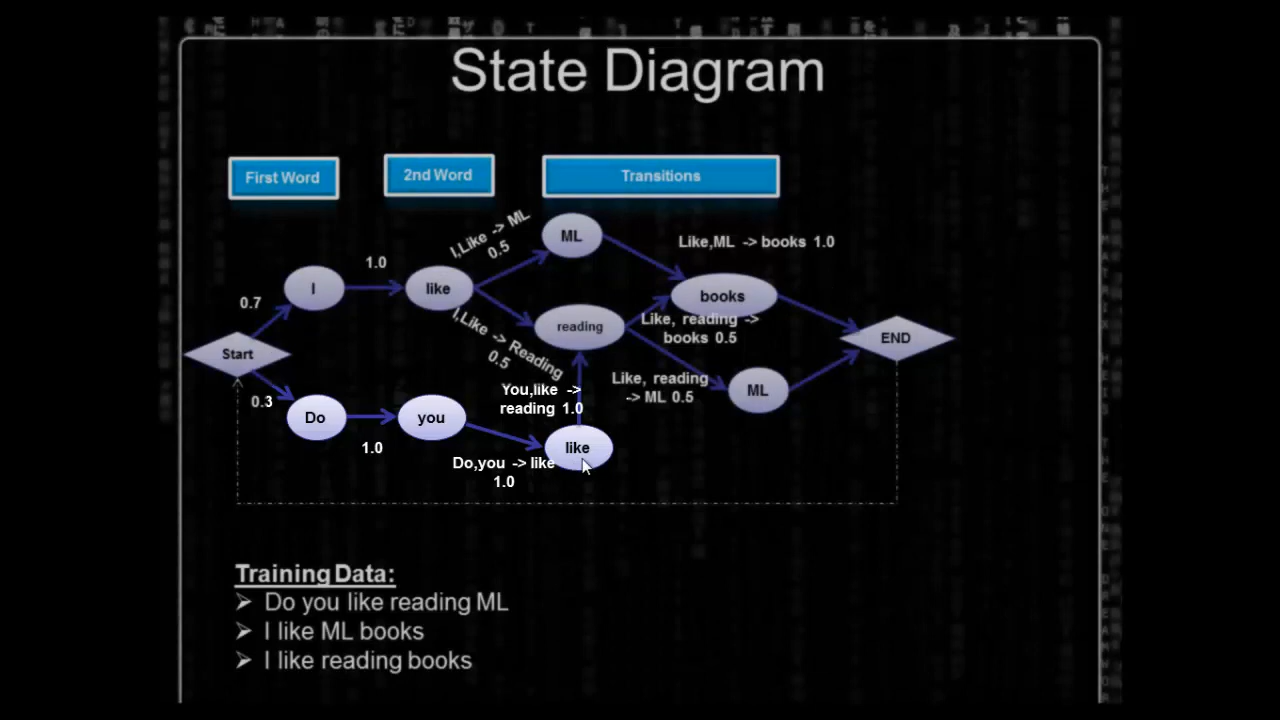 State Diagram
First Word
2nd Word
Transitions
I,Like -> ML
0.5
ML
Like,ML -> books 1.0
1.0
I
like
books
0.7
I,Like -> Reading
0.5
reading
Like, reading ->
books 0.5
Start
END
Like, reading
-> ML 0.5
ML
You,like ->
reading 1.0
0.3
Do
you
1.0
like
Do,you -> like
1.0
Training Data:
➢ Do you like reading ML
➢ I like ML books
➢ I like reading books